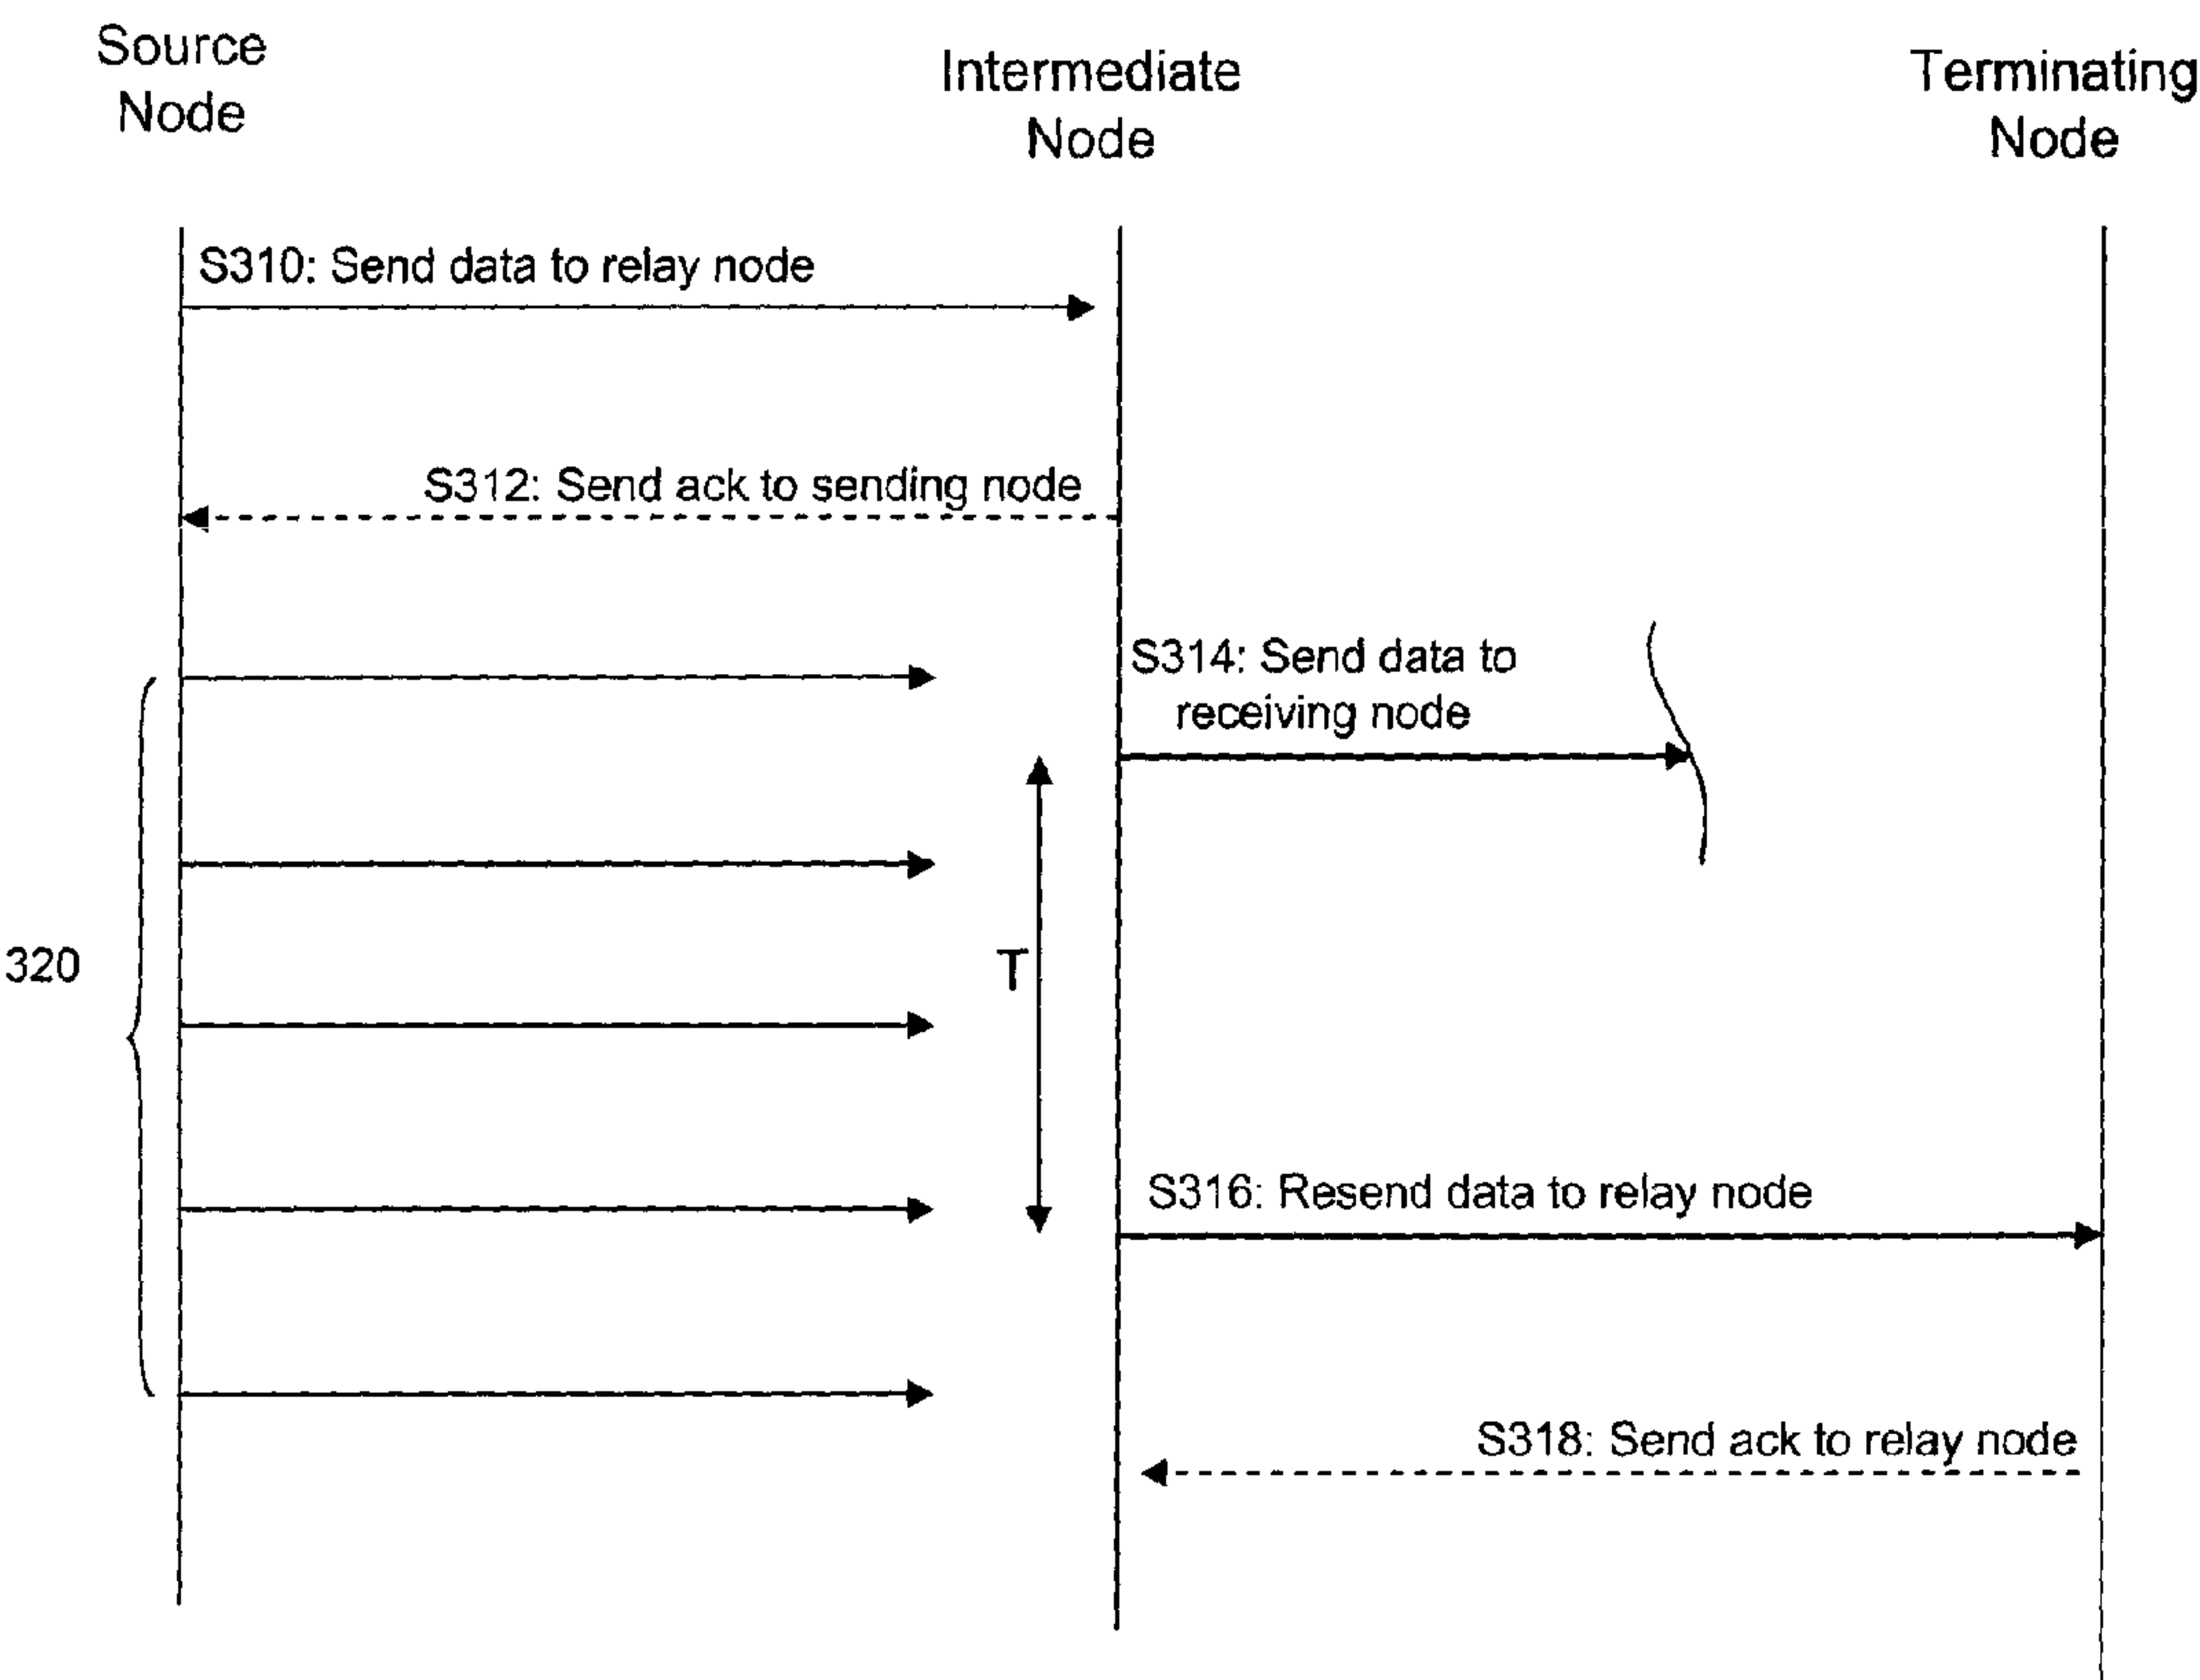 Source
Node
Intermediate
Node
Terminating
Node
S310: Send data to relay node
S312: Send ack to sending node
S314: Send data to
receiving node
320
T
S316: Resend data to relay node
S318: Send ack to relay node